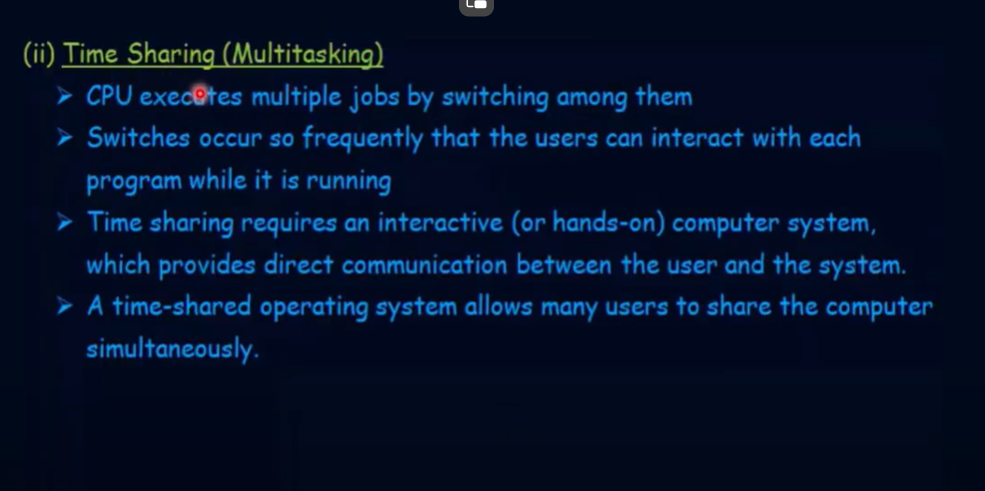 (ii) Time Sharing (Multitasking)
➤ CPU executes multiple jobs by switching among them
➤ Switches occur so frequently that the users can interact with each
program while it is running
➤ Time sharing requires an interactive (or hands-on) computer system,
which provides direct communication between the user and the system.
➤ A time-shared operating system allows many users to share the computer
simultaneously.